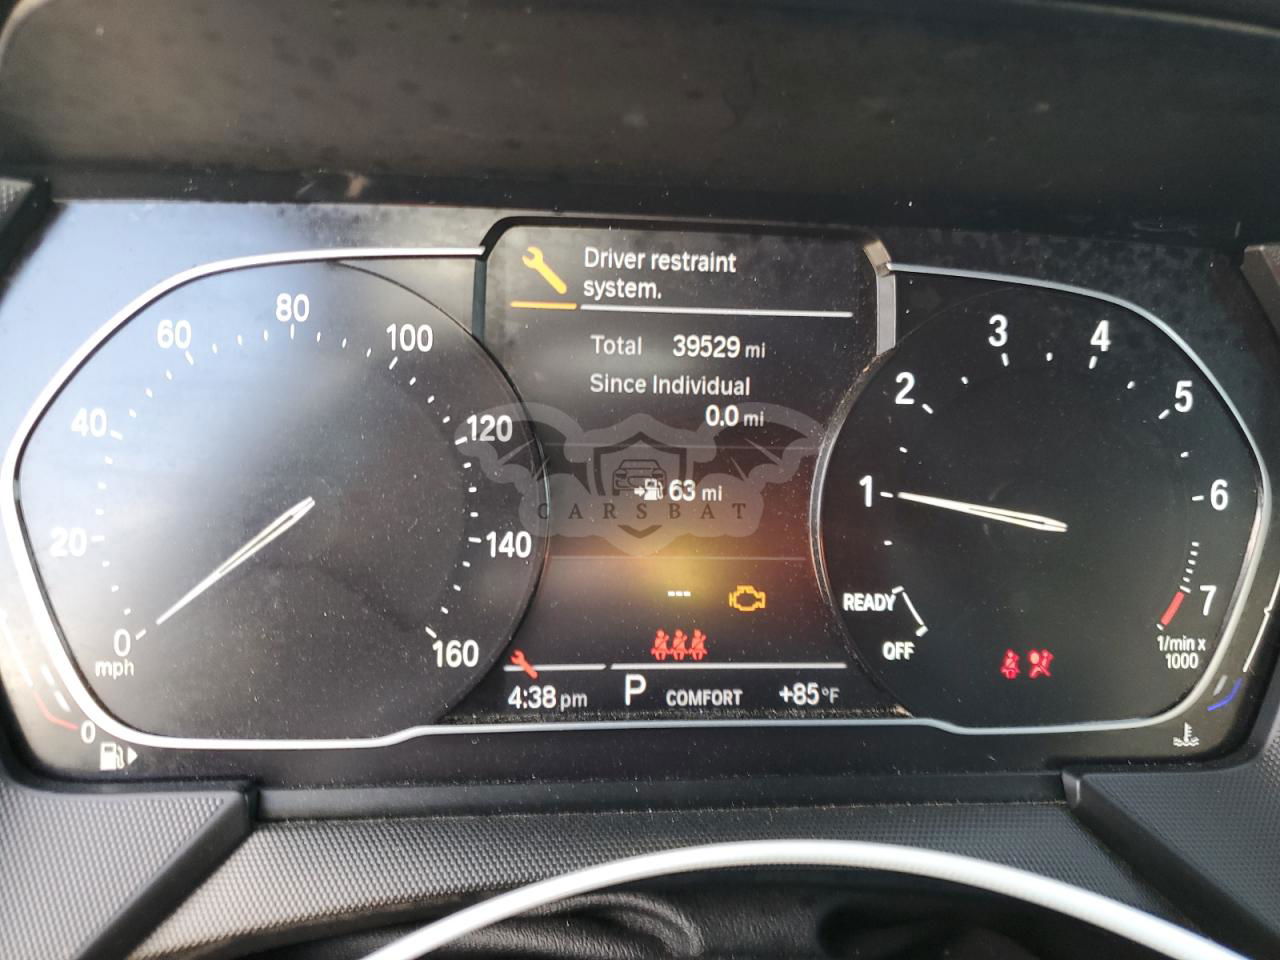 Driver restraint
system.
Total 39529 mi
Since Individual
0.0 mi
63 mi
CARSBAT
---
4:38 pm P COMFORT +85 °F
0 20 40 60 80 100 120 140 160
mph
0
1 2 3 4 5 6 7
READY
OFF
1/min x
1000